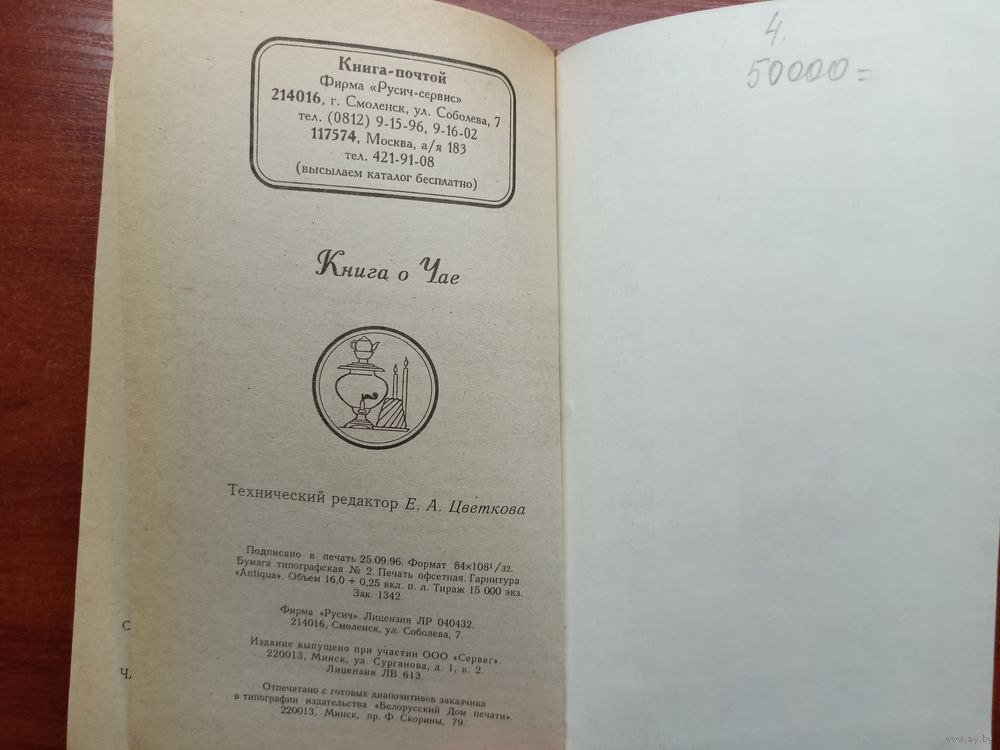 Книга-почтой
Фирма «Русич-сервис»
214016, г. Смоленск, ул. Соболева, 7
тел. (0812) 9-15-96, 9-16-02
117574, Москва, а/я 183
тел. 421-91-08
(высылаем каталог бесплатно)
Книга о Чае
Технический редактор Е. А. Цветкова
Подписано в печать 25.09.96. Формат 84×108¹/₃₂.
Бумага типографская № 2. Печать офсетная. Гарнитура
«Antiqua». Объем 16,0 + 0,25 вкл. п. л. Тираж 15 000 экз.
Зак. 1342.
Фирма «Русич». Лицензия ЛР 040432.
214016, Смоленск, ул. Соболева, 7.
Издание выпущено при участии ООО «Сервег».
220013, Минск, ул. Сурганова, д. 1, к. 2.
Лицензия ЛВ 613.
Отпечатано с готовых диапозитивов заказчика
в типографии издательства «Белорусский Дом печати».
220013, Минск, пр. Ф. Скорины, 79.
4.
50000=
www.ay.by